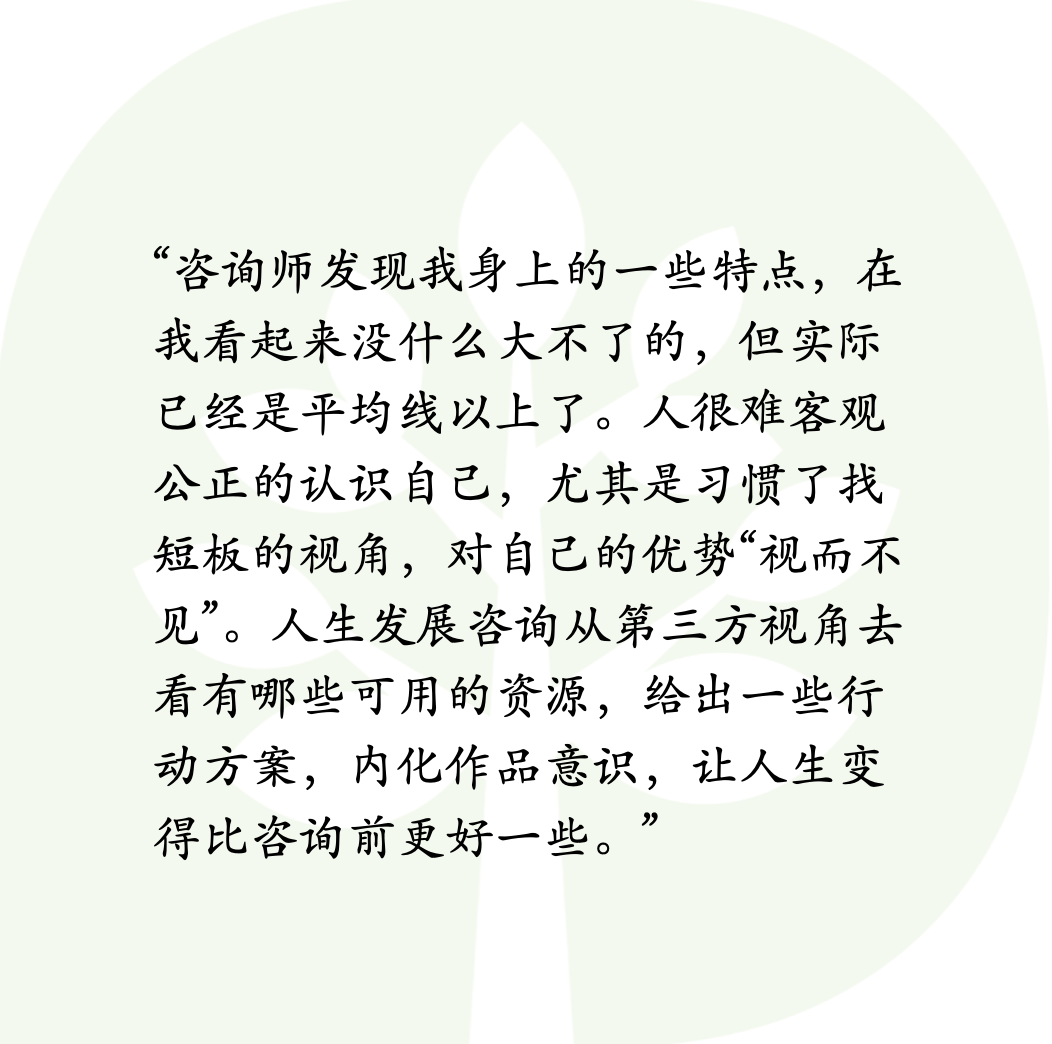 “咨询师发现我身上的一些特点，在
我看起来没什么大不了的，但实际
已经是平均线以上了。人很难客观
公正的认识自己，尤其是习惯了找
短板的视角，对自己的优势“视而不
见”。人生发展咨询从第三方视角去
看有哪些可用的资源，给出一些行
动方案，内化作品意识，让人生变
得比咨询前更好一些。”